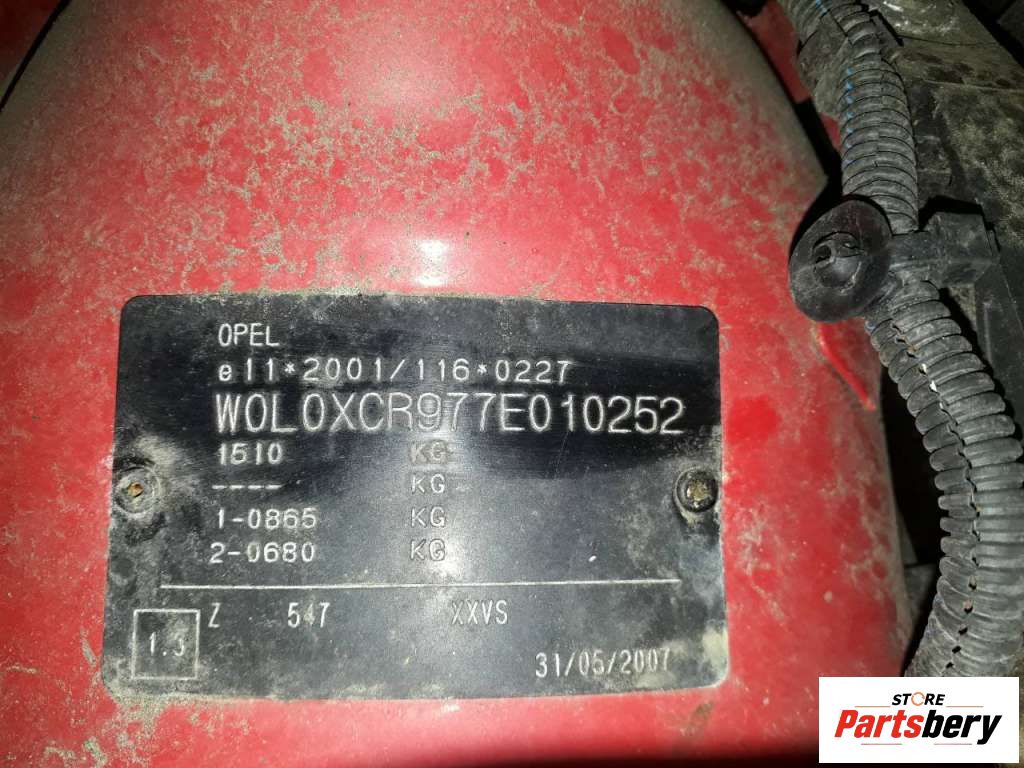 OPEL
e11*2001/116*0227
W0L0XCR977E010252
1510 KG
---- KG
1-0865 KG
2-0680 KG
Z 547 XXVS
1.3
31/05/2007
STORE
Partsbery